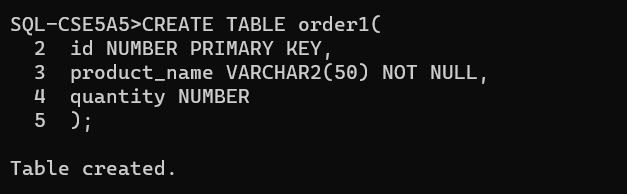 SQL-CSE5A5>CREATE TABLE order1(
2 id NUMBER PRIMARY KEY,
3 product_name VARCHAR2(50) NOT NULL,
4 quantity NUMBER
5 );
Table created.